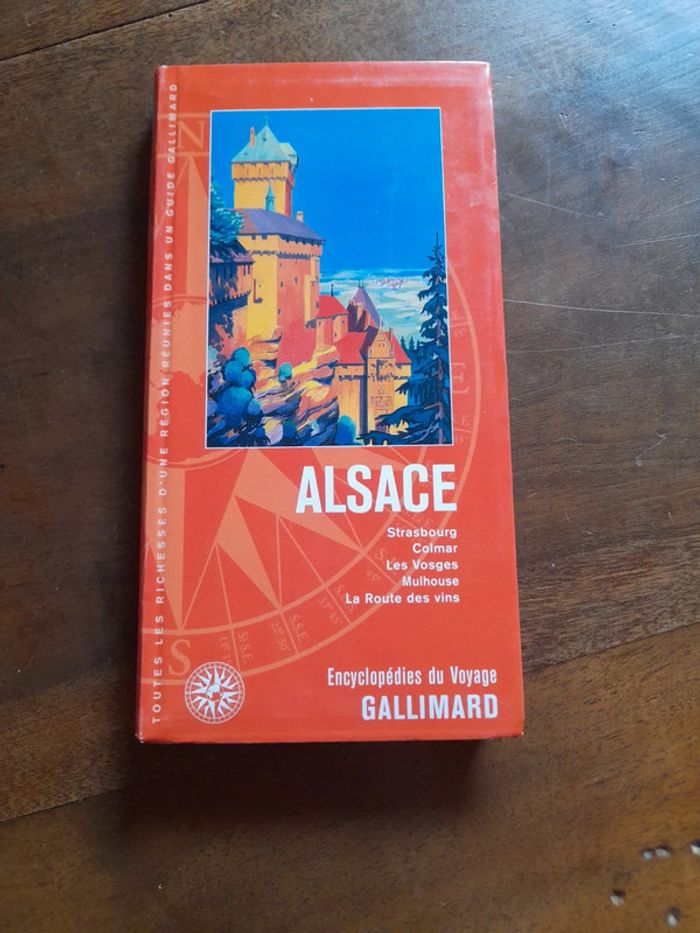 TOUTES LES RICHESSES D'UNE RÉGION RÉUNIES DANS UN GUIDE GALLIMARD
N
E
ALSACE
Strasbourg
Colmar
Les Vosges
Mulhouse
La Route des vins
S.S.E.
S.S.E.
S
Encyclopédies du Voyage
GALLIMARD